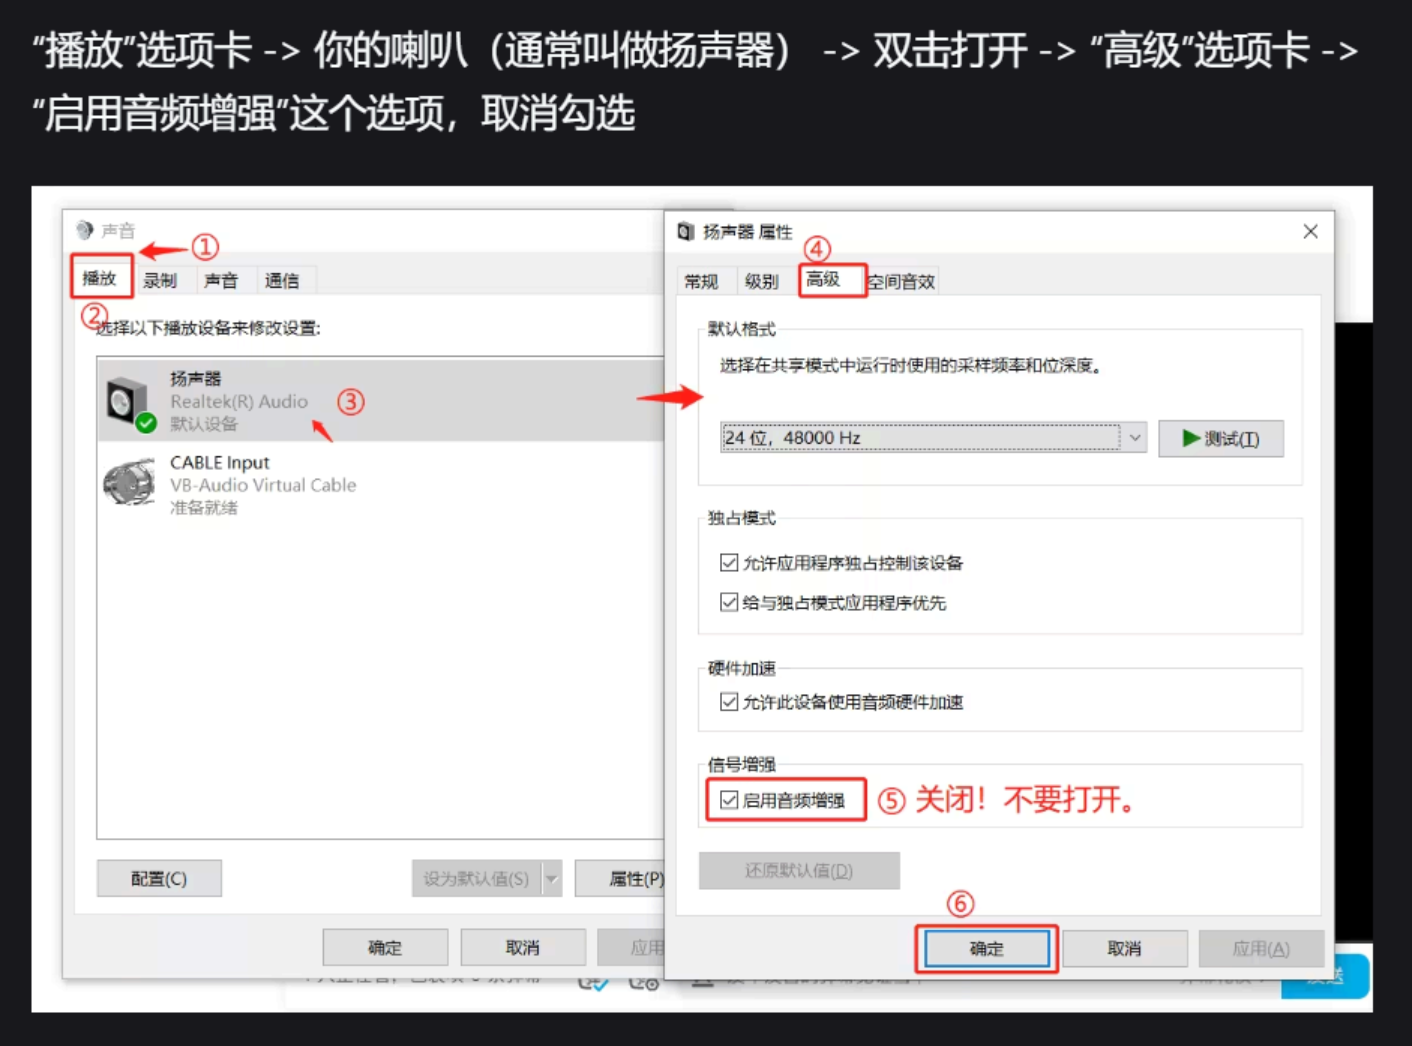 “播放”选项卡 -> 你的喇叭（通常叫做扬声器） -> 双击打开 -> “高级”选项卡 ->
“启用音频增强”这个选项，取消勾选
声音
①
播放
录制
声音
通信
②
选择以下播放设备来修改设置:
扬声器
Realtek(R) Audio
默认设备
③
CABLE Input
VB-Audio Virtual Cable
准备就绪
配置(C)
设为默认值(S)
属性(P)
确定
取消
应用
扬声器 属性
④
常规
级别
高级
空间音效
默认格式
选择在共享模式中运行时使用的采样频率和位深度。
24 位，48000 Hz
测试(T)
独占模式
允许应用程序独占控制该设备
给与独占模式应用程序优先
硬件加速
允许此设备使用音频硬件加速
信号增强
启用音频增强
⑤ 关闭！不要打开。
还原默认值(D)
⑥
确定
取消
应用(A)